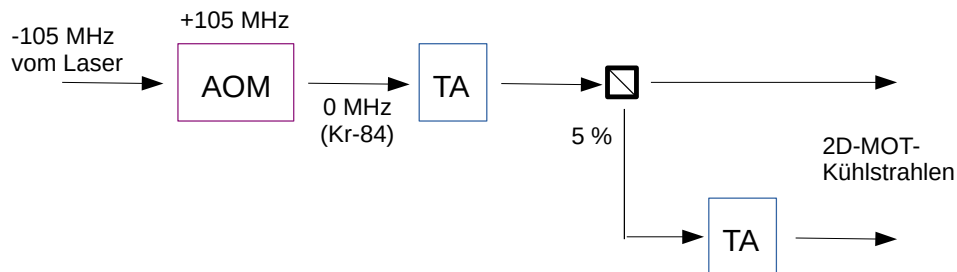 -105 MHz
vom Laser
+105 MHz
AOM
0 MHz
(Kr-84)
TA
5 %
2D-MOT-
Kühlstrahlen
TA